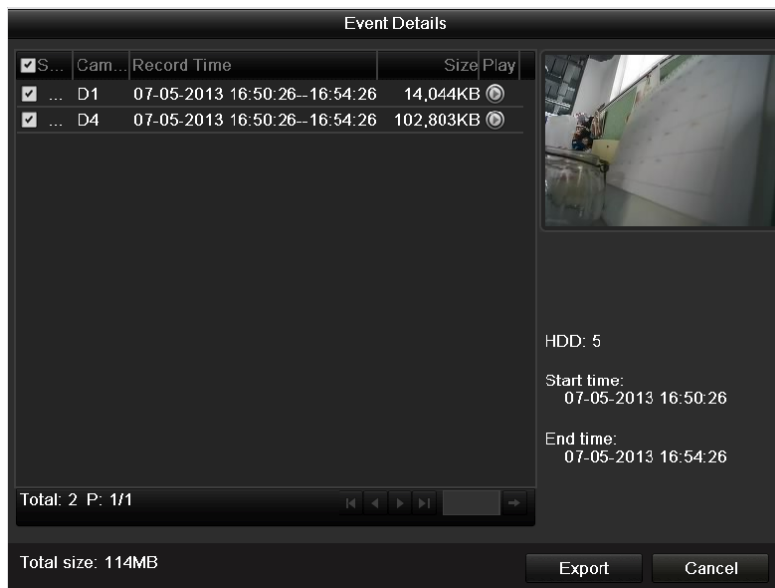 Event Details
S... Cam... Record Time Size Play
... D1 07-05-2013 16:50:26--16:54:26 14,044KB
... D4 07-05-2013 16:50:26--16:54:26 102,803KB
HDD: 5
Start time:
07-05-2013 16:50:26
End time:
07-05-2013 16:54:26
Total: 2 P: 1/1
Total size: 114MB
Export Cancel